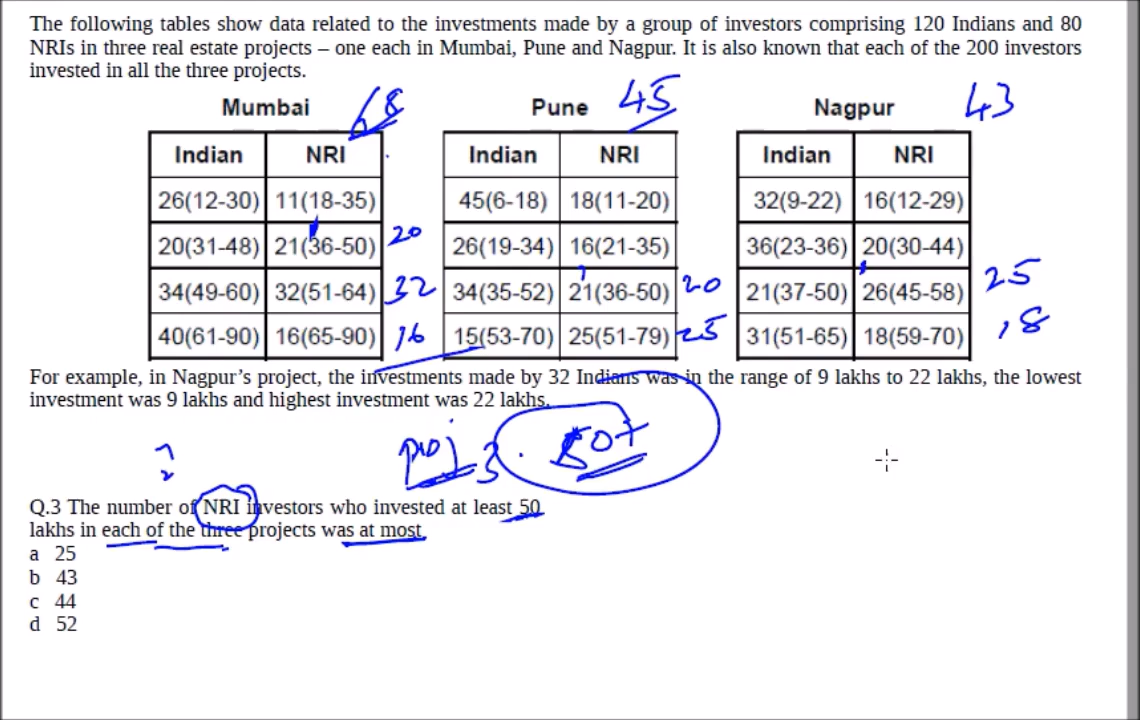 The following tables show data related to the investments made by a group of investors comprising 120 Indians and 80
NRIs in three real estate projects – one each in Mumbai, Pune and Nagpur. It is also known that each of the 200 investors
invested in all the three projects.
Mumbai 68 Pune 45 Nagpur 43
Indian NRI Indian NRI Indian NRI
26(12-30) 11(18-35) 45(6-18) 18(11-20) 32(9-22) 16(12-29)
20(31-48) 21(36-50) 20 26(19-34) 16(21-35) 36(23-36) 20(30-44)
34(49-60) 32(51-64) 32 34(35-52) 21(36-50) 20 21(37-50) 26(45-58) 25
40(61-90) 16(65-90) 16 15(53-70) 25(51-79) 25 31(51-65) 18(59-70) 18
For example, in Nagpur's project, the investments made by 32 Indians was in the range of 9 lakhs to 22 lakhs, the lowest
investment was 9 lakhs and highest investment was 22 lakhs.
proj 3. 50+
Q.3 The number of NRI investors who invested at least 50
lakhs in each of the three projects was at most
a 25
b 43
c 44
d 52